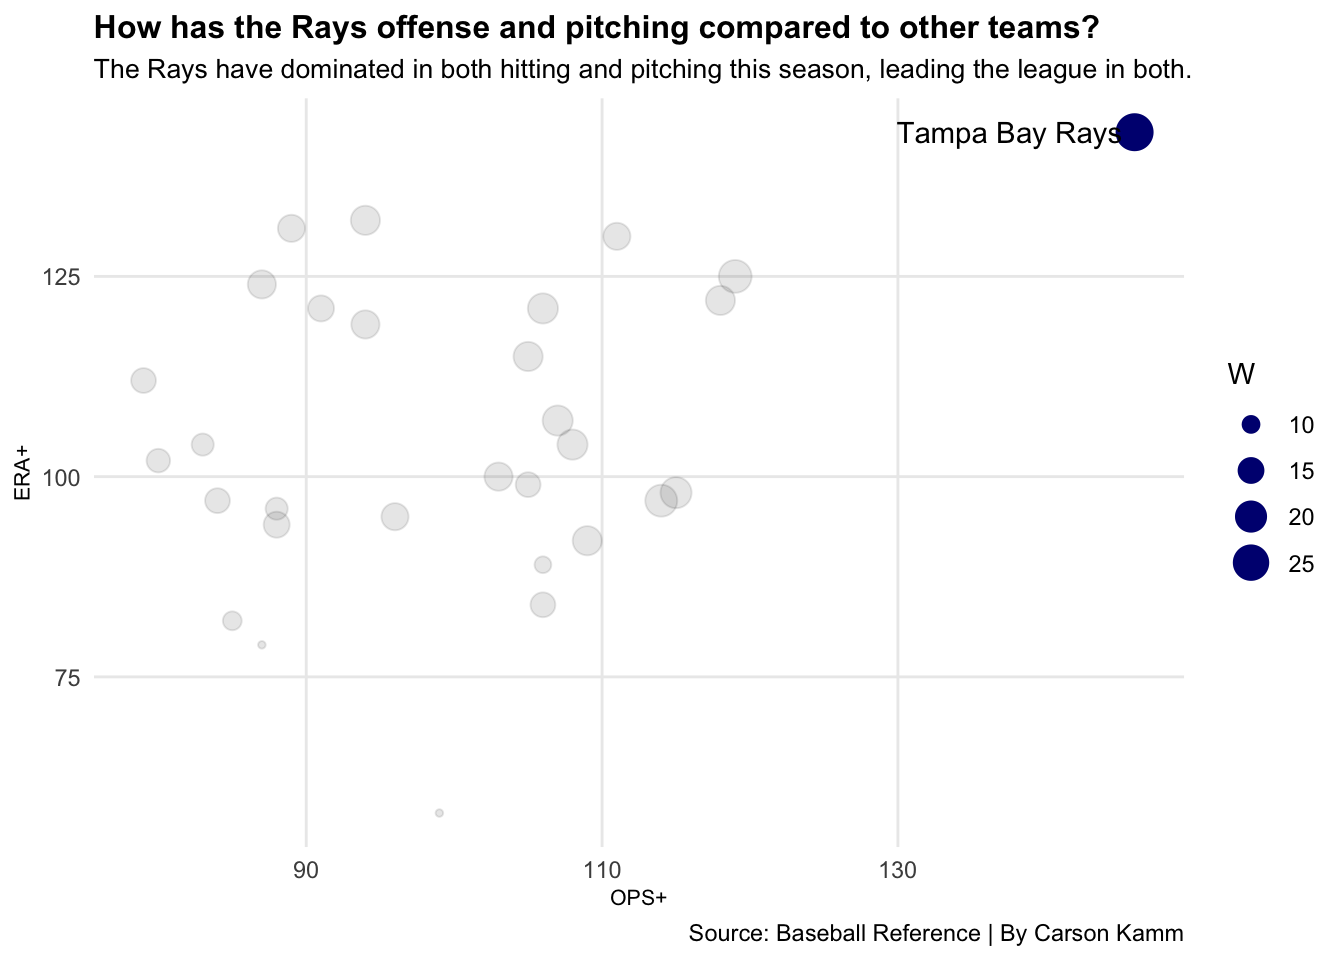 How has the Rays offense and pitching compared to other teams?
The Rays have dominated in both hitting and pitching this season, leading the league in both.
Tampa Bay Rays
125
100
75
ERA+
90
110
130
OPS+
W
10
15
20
25
Source: Baseball Reference | By Carson Kamm